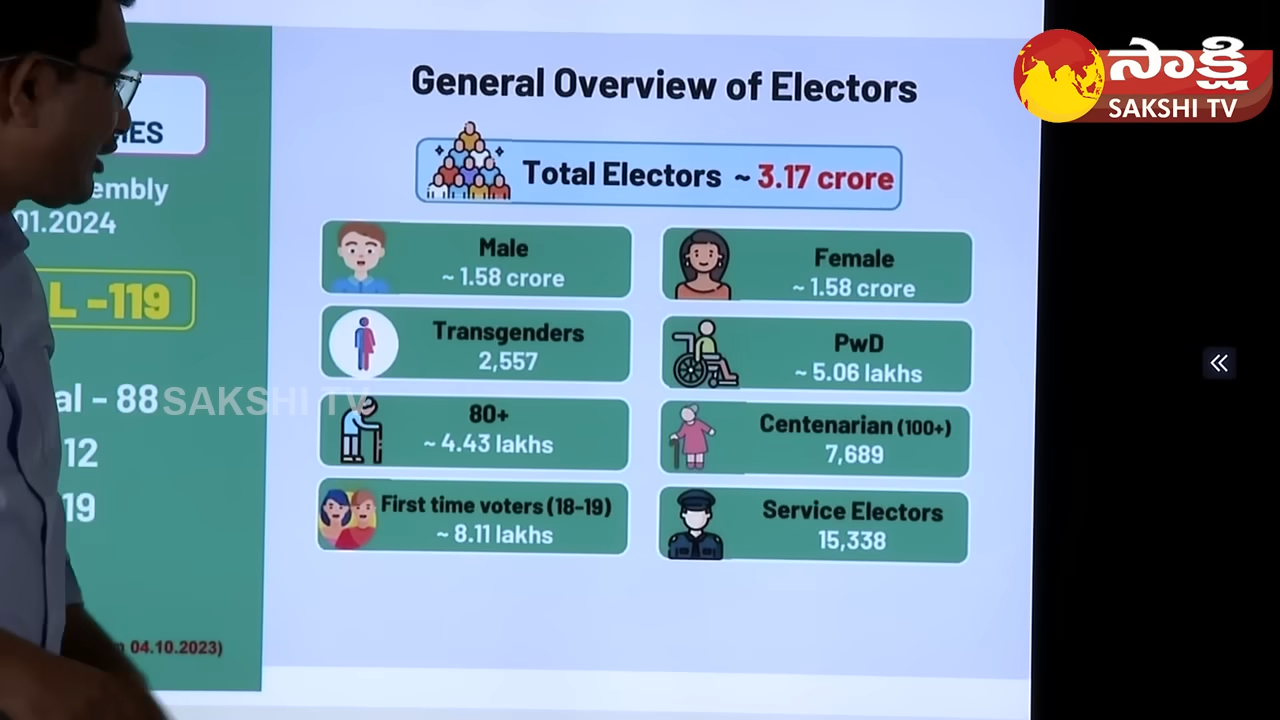 సాక్షి
SAKSHI TV
General Overview of Electors
Total Electors ~ 3.17 crore
Male
~ 1.58 crore
Female
~ 1.58 crore
Transgenders
2,557
PwD
~ 5.06 lakhs
80+
~ 4.43 lakhs
Centenarian (100+)
7,689
First time voters (18-19)
~ 8.11 lakhs
Service Electors
15,338
01.2024
L -119
al - 88
12
19
04.10.2023)
SAKSHI TV